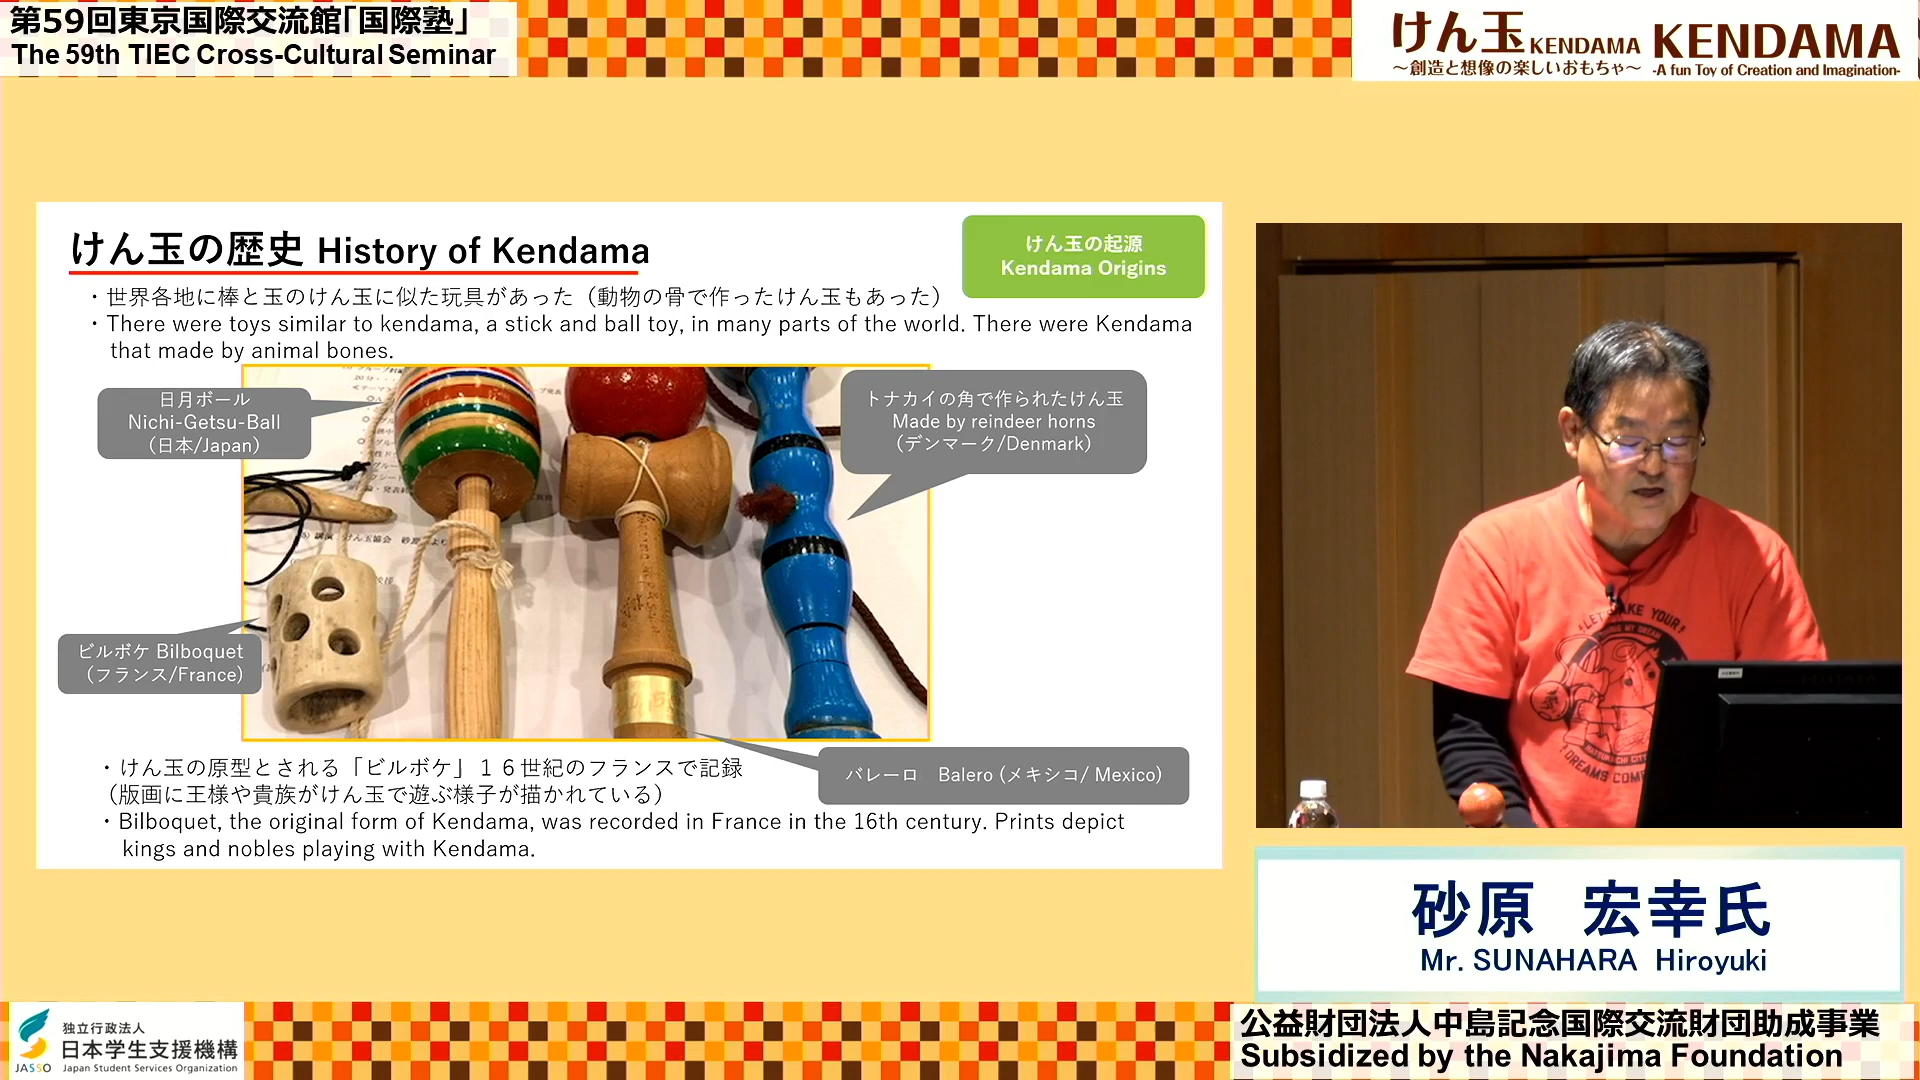 第59回東京国際交流館「国際塾」
The 59th TIEC Cross-Cultural Seminar
けん玉 KENDAMA
～創造と想像の楽しいおもちゃ～
KENDAMA
-A fun Toy of Creation and Imagination-
けん玉の歴史 History of Kendama
けん玉の起源
Kendama Origins
・世界各地に棒と玉のけん玉に似た玩具があった（動物の骨で作ったけん玉もあった）
・There were toys similar to kendama, a stick and ball toy, in many parts of the world. There were Kendama
that made by animal bones.
日月ボール
Nichi-Getsu-Ball
（日本/Japan）
トナカイの角で作られたけん玉
Made by reindeer horns
（デンマーク/Denmark）
ビルボケ Bilboquet
（フランス/France）
バレーロ　Balero (メキシコ/ Mexico)
・けん玉の原型とされる「ビルボケ」１６世紀のフランスで記録
（版画に王様や貴族がけん玉で遊ぶ様子が描かれている）
・Bilboquet, the original form of Kendama, was recorded in France in the 16th century. Prints depict
kings and nobles playing with Kendama.
砂原　宏幸氏
Mr. SUNAHARA Hiroyuki
独立行政法人
日本学生支援機構
JASSO Japan Student Services Organization
公益財団法人中島記念国際交流財団助成事業
Subsidized by the Nakajima Foundation